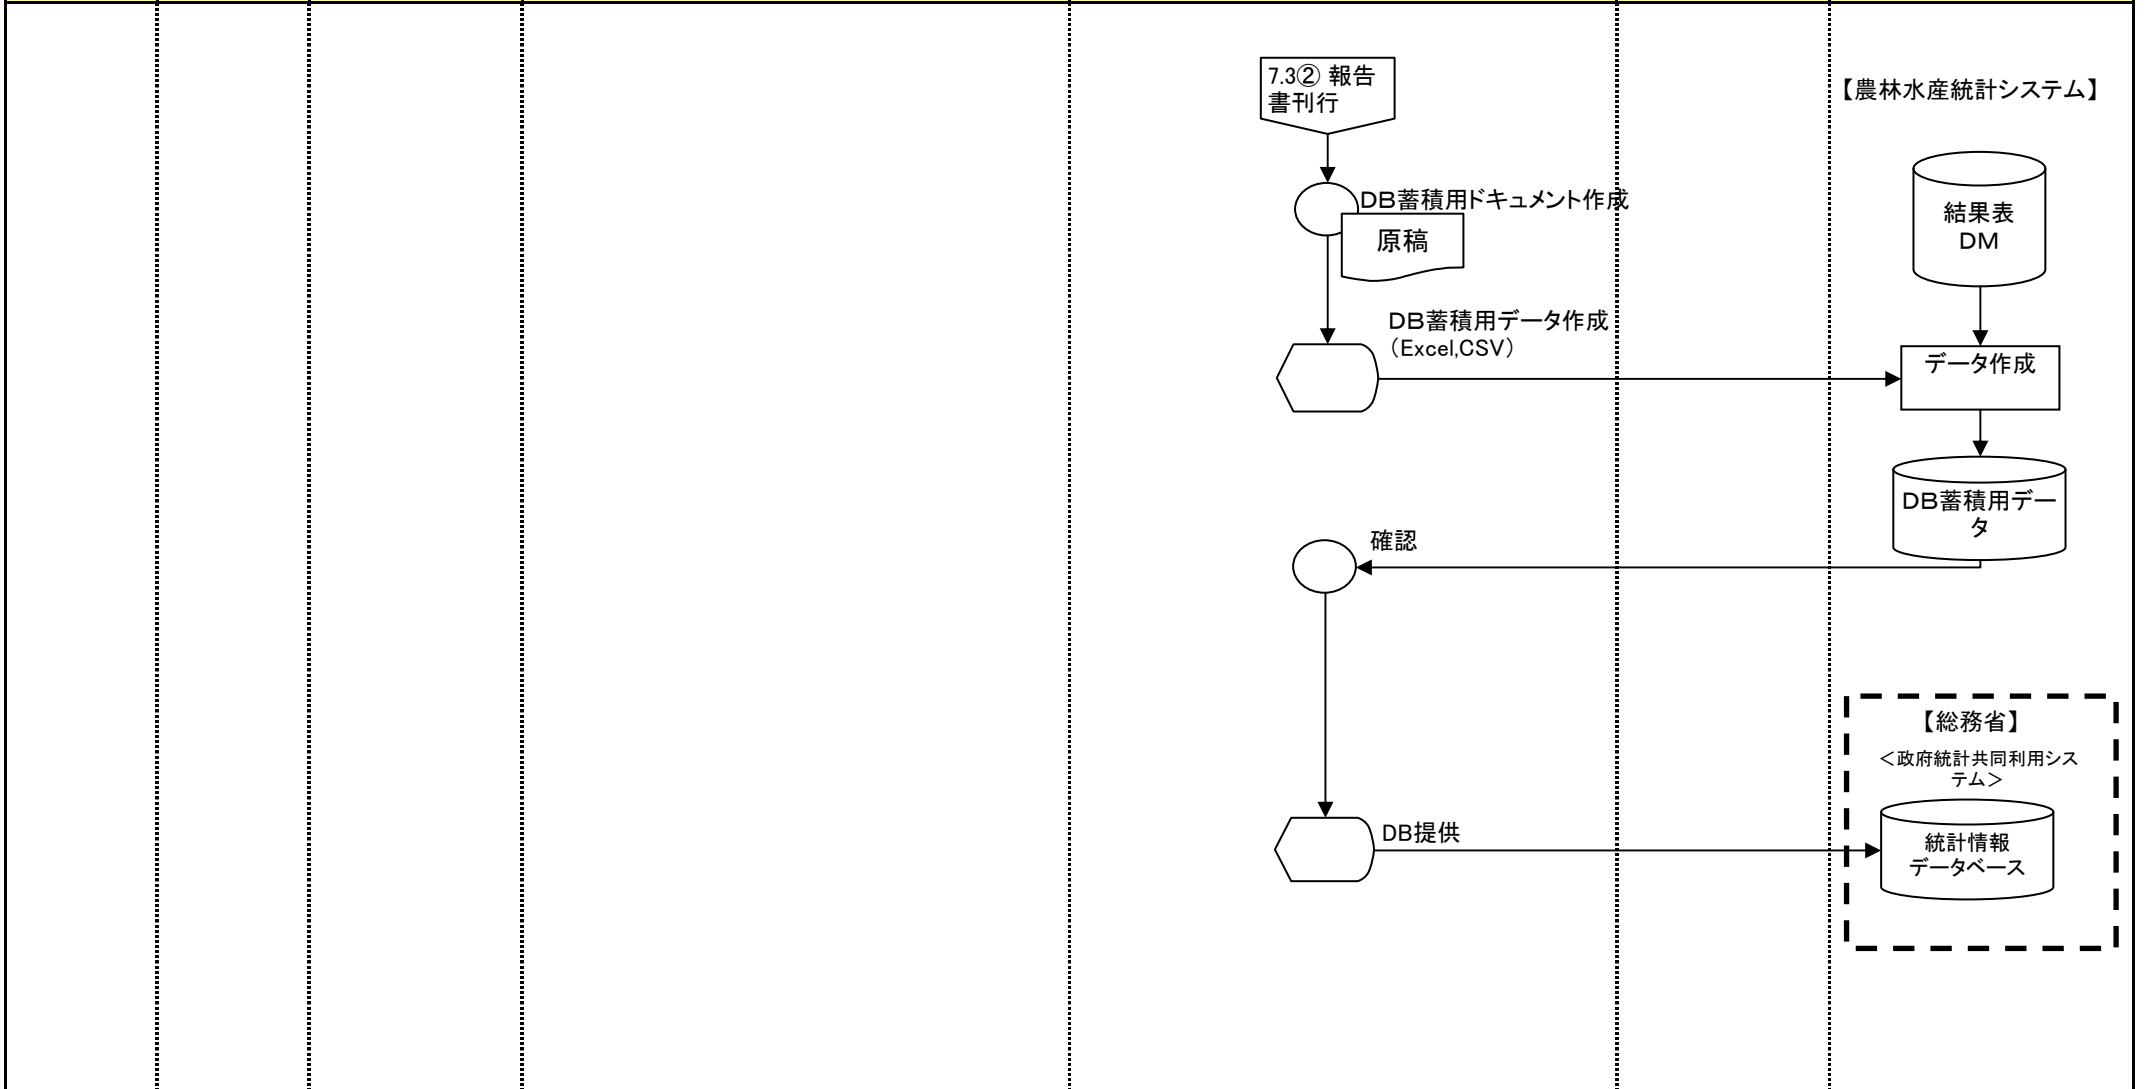 7.3② 報告
書刊行
【農林水産統計システム】
DB蓄積用ドキュメント作成
原稿
結果表
DM
DB蓄積用データ作成
(Excel,CSV)
データ作成
DB蓄積用デー
タ
確認
【総務省】
<政府統計共同利用シス
テム>
DB提供
統計情報
データベース